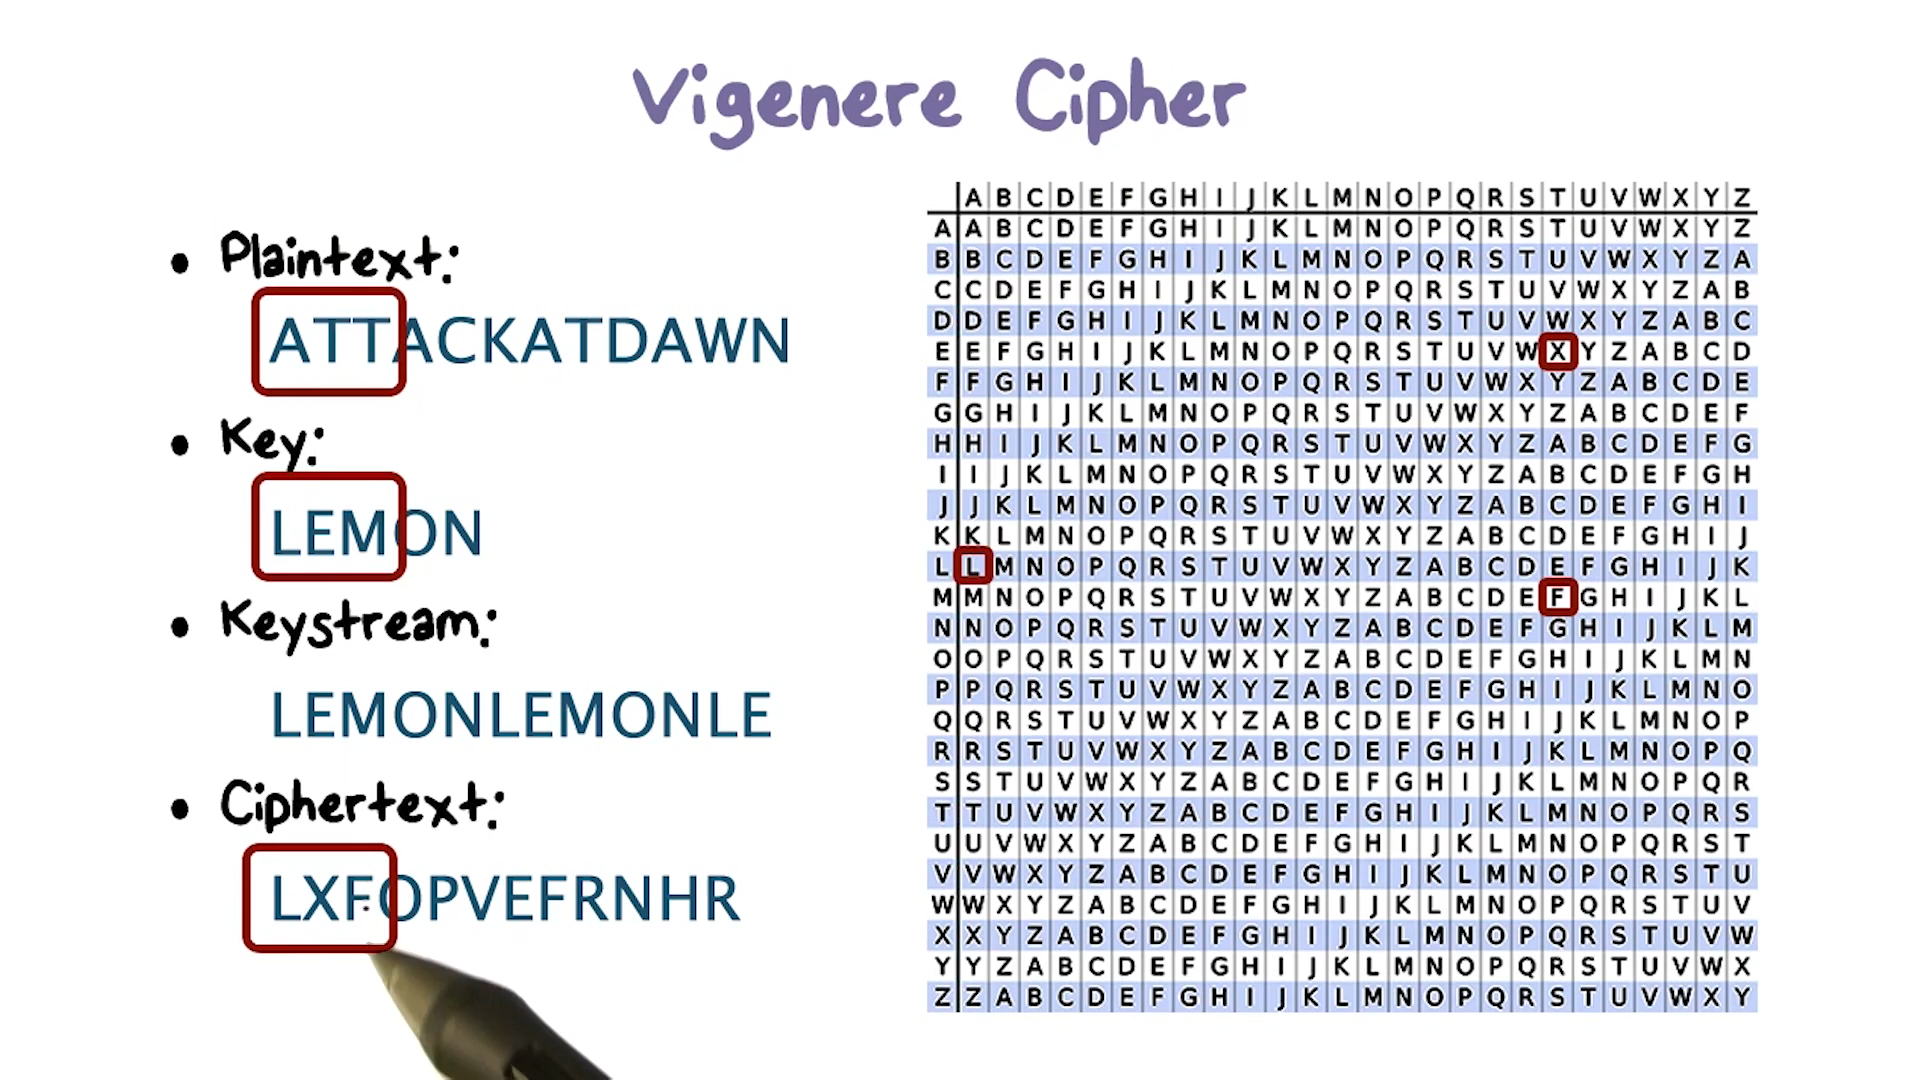 Vigenere Cipher
• Plaintext:
ATTACKATDAWN
• Key:
LEMON
• Keystream:
LEMONLEMONLE
• Ciphertext:
LXFOPVEFRNHR
A B C D E F G H I J K L M N O P Q R S T U V W X Y Z
A A B C D E F G H I J K L M N O P Q R S T U V W X Y Z
B B C D E F G H I J K L M N O P Q R S T U V W X Y Z A
C C D E F G H I J K L M N O P Q R S T U V W X Y Z A B
D D E F G H I J K L M N O P Q R S T U V W X Y Z A B C
E E F G H I J K L M N O P Q R S T U V W X Y Z A B C D
F F G H I J K L M N O P Q R S T U V W X Y Z A B C D E
G G H I J K L M N O P Q R S T U V W X Y Z A B C D E F
H H I J K L M N O P Q R S T U V W X Y Z A B C D E F G
I I J K L M N O P Q R S T U V W X Y Z A B C D E F G H
J J K L M N O P Q R S T U V W X Y Z A B C D E F G H I
K K L M N O P Q R S T U V W X Y Z A B C D E F G H I J
L L M N O P Q R S T U V W X Y Z A B C D E F G H I J K
M M N O P Q R S T U V W X Y Z A B C D E F G H I J K L
N N O P Q R S T U V W X Y Z A B C D E F G H I J K L M
O O P Q R S T U V W X Y Z A B C D E F G H I J K L M N
P P Q R S T U V W X Y Z A B C D E F G H I J K L M N O
Q Q R S T U V W X Y Z A B C D E F G H I J K L M N O P
R R S T U V W X Y Z A B C D E F G H I J K L M N O P Q
S S T U V W X Y Z A B C D E F G H I J K L M N O P Q R
T T U V W X Y Z A B C D E F G H I J K L M N O P Q R S
U U V W X Y Z A B C D E F G H I J K L M N O P Q R S T
V V W X Y Z A B C D E F G H I J K L M N O P Q R S T U
W W X Y Z A B C D E F G H I J K L M N O P Q R S T U V
X X Y Z A B C D E F G H I J K L M N O P Q R S T U V W
Y Y Z A B C D E F G H I J K L M N O P Q R S T U V W X
Z Z A B C D E F G H I J K L M N O P Q R S T U V W X Y